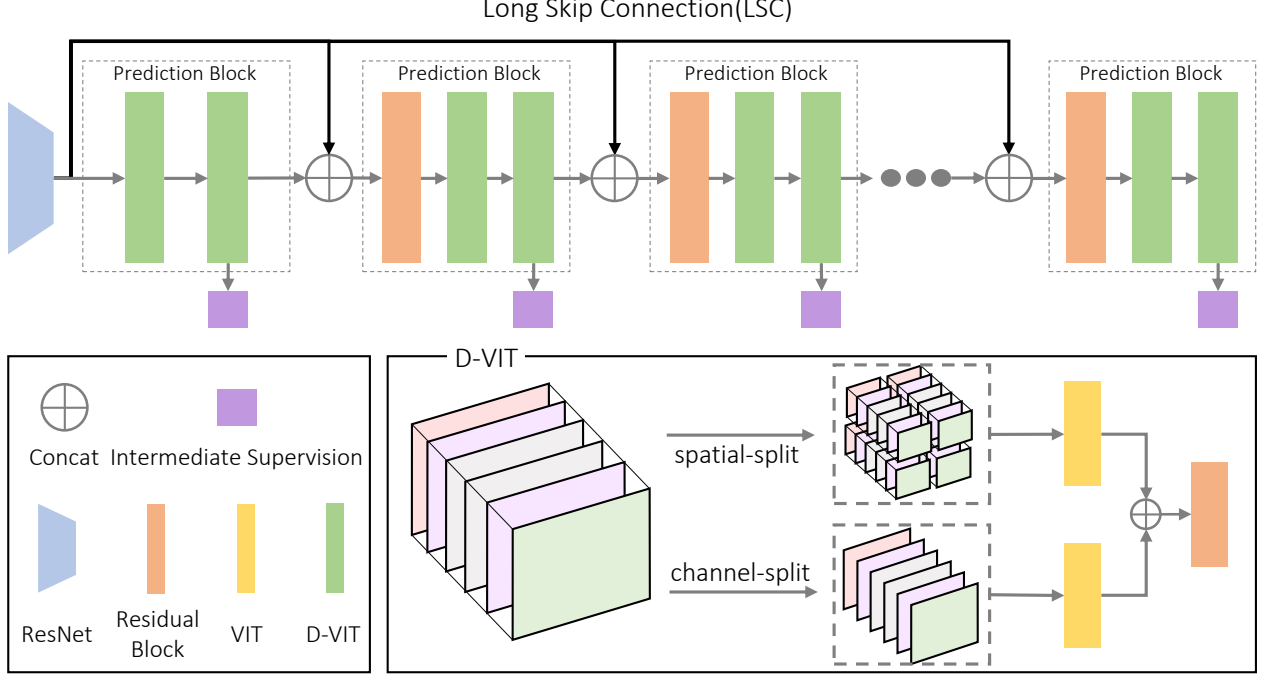 Long Skip Connection(LSC)
Prediction Block
Prediction Block
Prediction Block
Prediction Block
D-VIT
spatial-split
channel-split
Concat
Intermediate Supervision
ResNet
Residual
Block
VIT
D-VIT